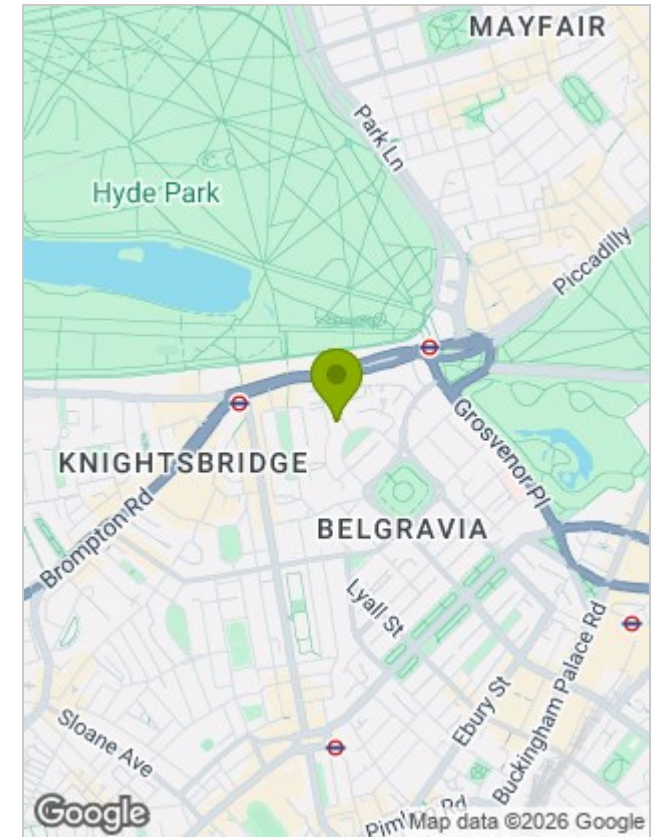 MAYFAIR
Park Ln
Hyde Park
Piccadilly
Grosvenor Pl
KNIGHTSBRIDGE
BELGRAVIA
Brompton Rd
Lyall St
Buckingham Palace Rd
Ebury St
Sloane Ave
Google
Map data ©2026 Google